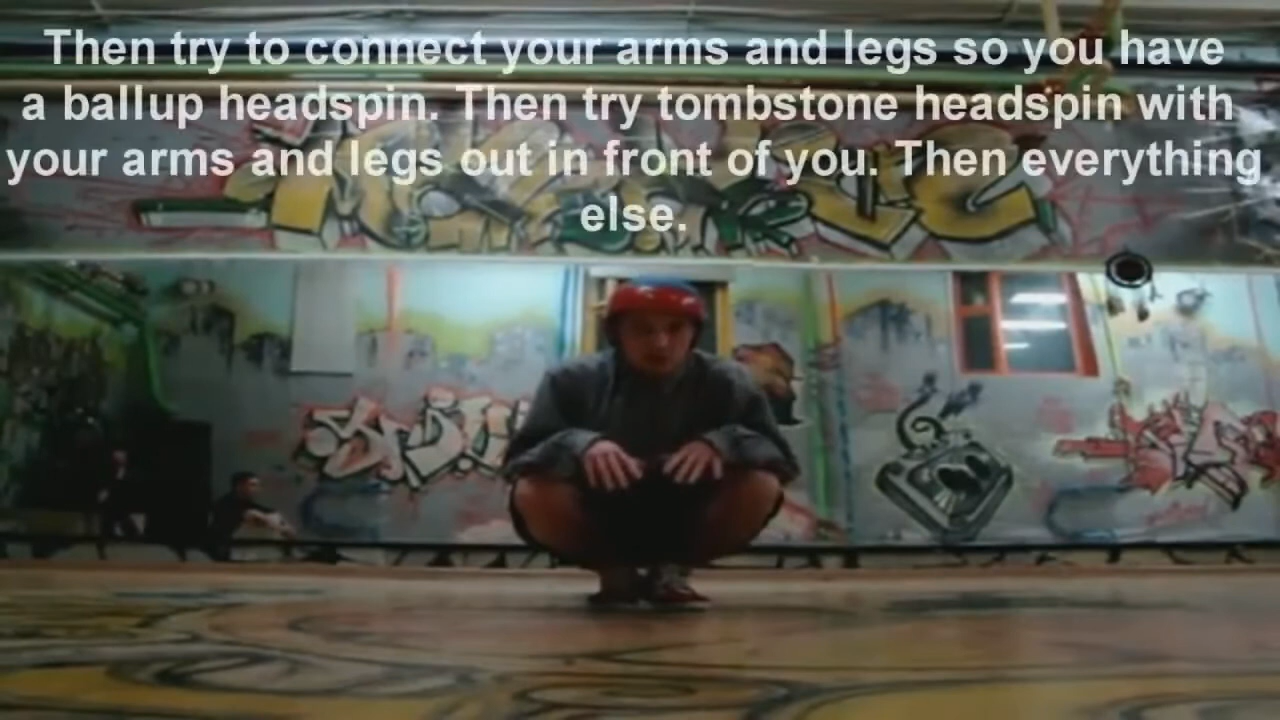 Then try to connect your arms and legs so you have
a ballup headspin. Then try tombstone headspin with
your arms and legs out in front of you. Then everything
else.